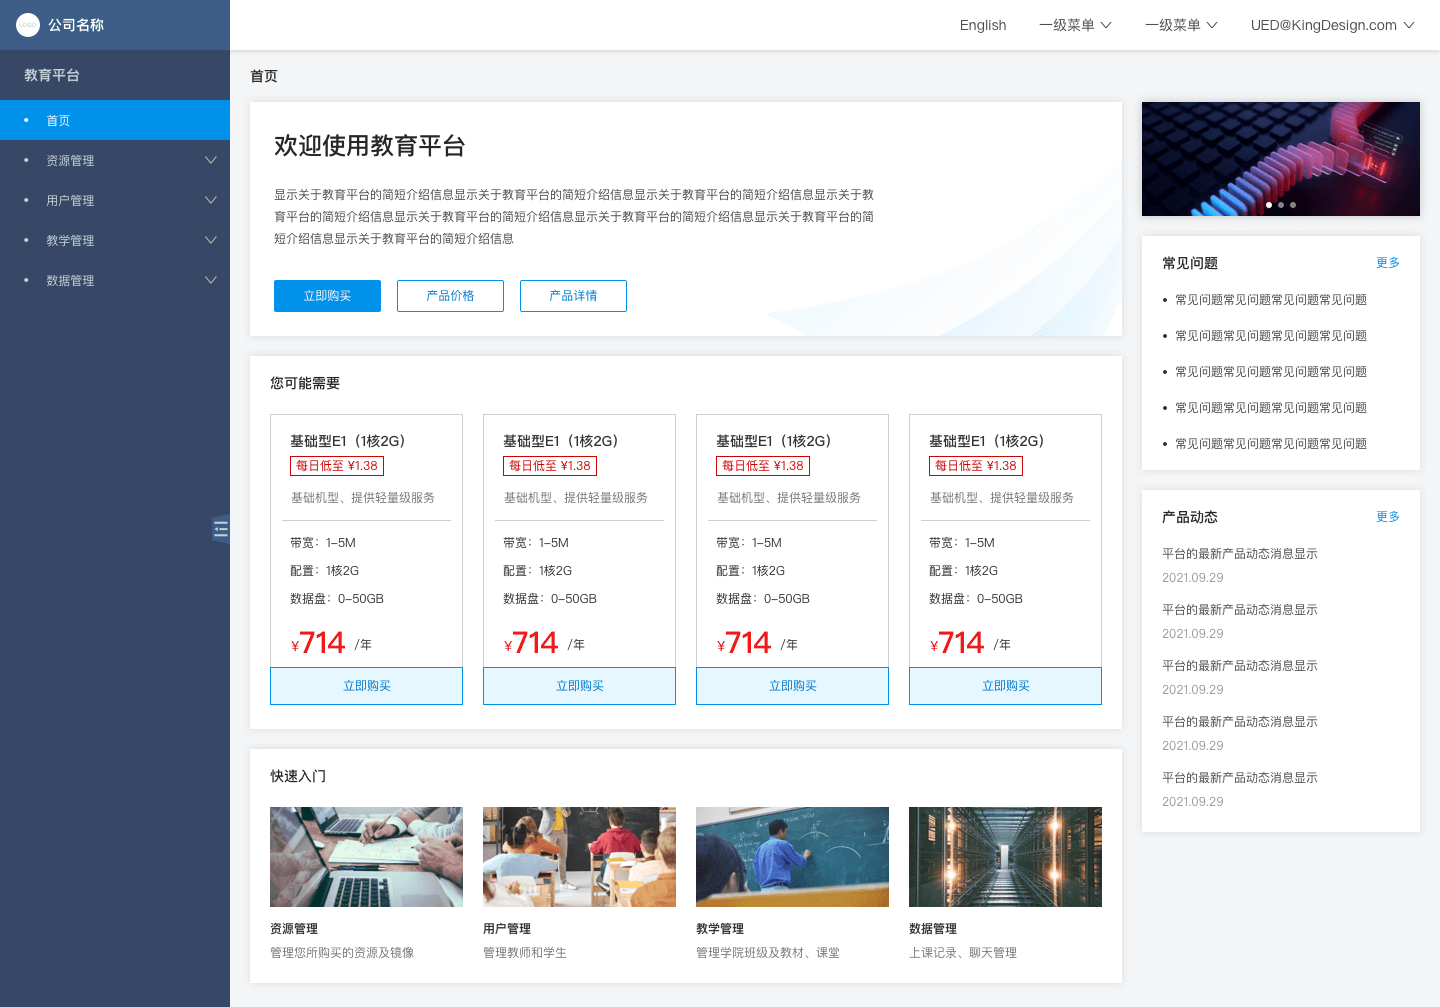 公司名称
English
一级菜单
一级菜单
UED@KingDesign.com
教育平台
首页
资源管理
用户管理
教学管理
数据管理
首页
欢迎使用教育平台
显示关于教育平台的简短介绍信息显示关于教育平台的简短介绍信息显示关于教育平台的简短介绍信息显示关于教
育平台的简短介绍信息显示关于教育平台的简短介绍信息显示关于教育平台的简短介绍信息显示关于教育平台的简
短介绍信息显示关于教育平台的简短介绍信息
立即购买
产品价格
产品详情
您可能需要
基础型E1（1核2G）
每日低至 ¥1.38
基础机型、提供轻量级服务
带宽：1-5M
配置：1核2G
数据盘：0-50GB
¥714 /年
立即购买
基础型E1（1核2G）
每日低至 ¥1.38
基础机型、提供轻量级服务
带宽：1-5M
配置：1核2G
数据盘：0-50GB
¥714 /年
立即购买
基础型E1（1核2G）
每日低至 ¥1.38
基础机型、提供轻量级服务
带宽：1-5M
配置：1核2G
数据盘：0-50GB
¥714 /年
立即购买
基础型E1（1核2G）
每日低至 ¥1.38
基础机型、提供轻量级服务
带宽：1-5M
配置：1核2G
数据盘：0-50GB
¥714 /年
立即购买
快速入门
资源管理
管理您所购买的资源及镜像
用户管理
管理教师和学生
教学管理
管理学院班级及教材、课堂
数据管理
上课记录、聊天管理
常见问题
更多
常见问题常见问题常见问题常见问题
常见问题常见问题常见问题常见问题
常见问题常见问题常见问题常见问题
常见问题常见问题常见问题常见问题
常见问题常见问题常见问题常见问题
产品动态
更多
平台的最新产品动态消息显示
2021.09.29
平台的最新产品动态消息显示
2021.09.29
平台的最新产品动态消息显示
2021.09.29
平台的最新产品动态消息显示
2021.09.29
平台的最新产品动态消息显示
2021.09.29